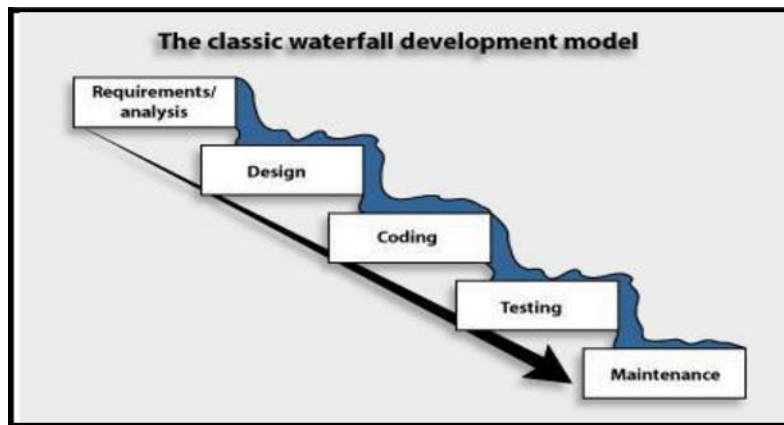 The classic waterfall development model
Requirements/
analysis
Design
Coding
Testing
Maintenance